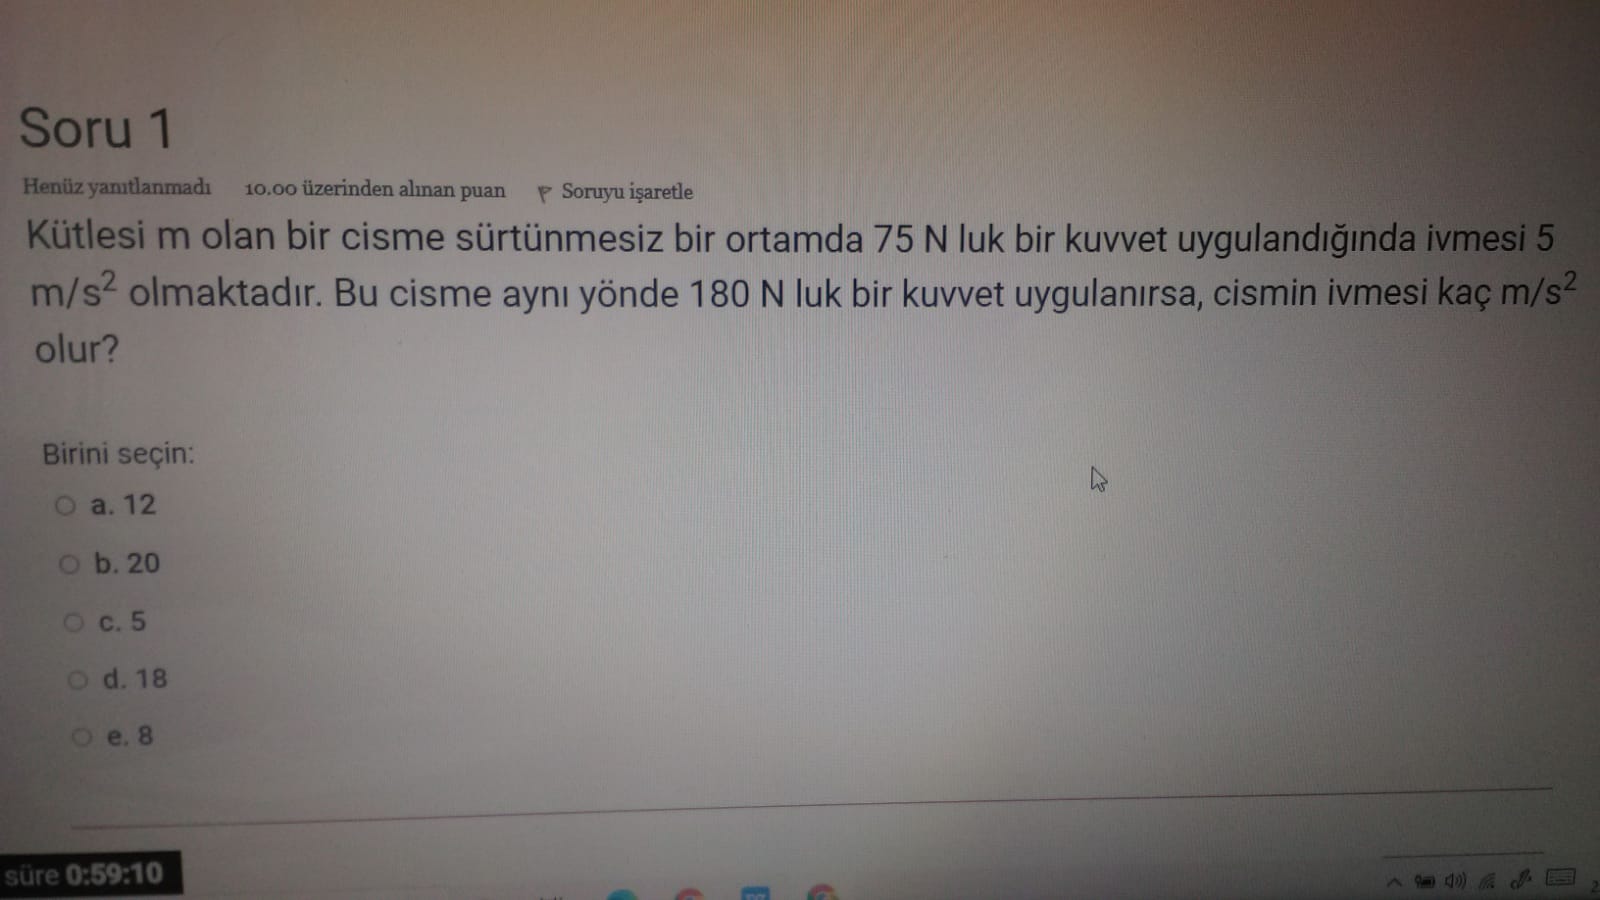 Soru 1
Henüz yanıtlanmadı 10.00 üzerinden alınan puan Soruyu işaretle
Kütlesi m olan bir cisme sürtünmesiz bir ortamda 75 N luk bir kuvvet uygulandığında ivmesi 5
m/s² olmaktadır. Bu cisme aynı yönde 180 N luk bir kuvvet uygulanırsa, cismin ivmesi kaç m/s²
olur?
Birini seçin:
a. 12
b. 20
c. 5
d. 18
e. 8
süre 0:59:10